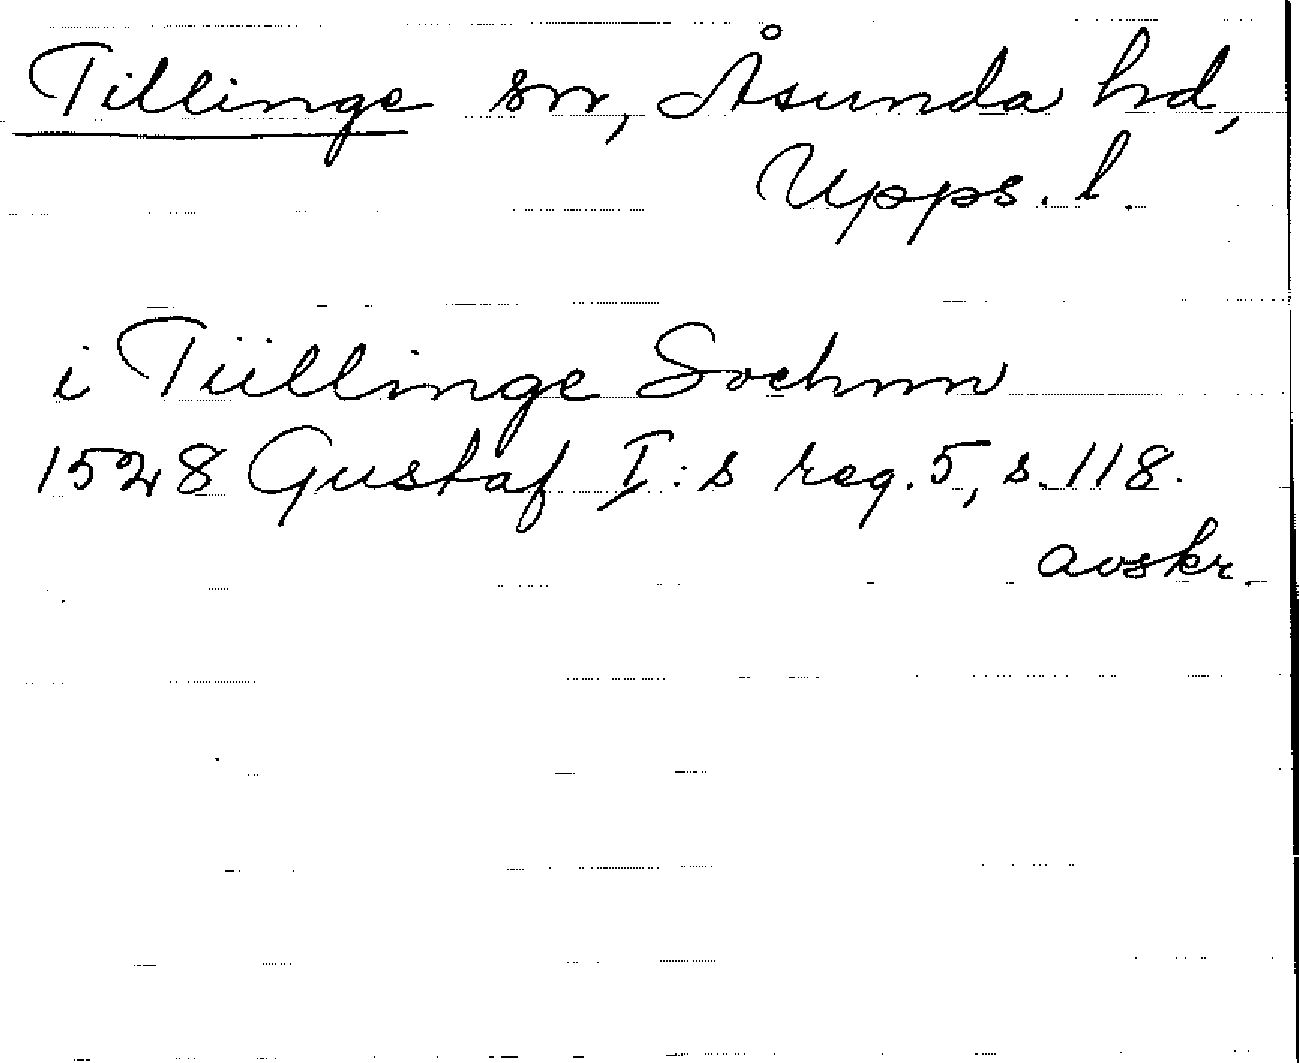 Tillinge sn, Åsunda hd,
Upps. l.
i Tiillinge Sochnn
1528 Gustaf I:s reg. 5, s. 118.
avskr.